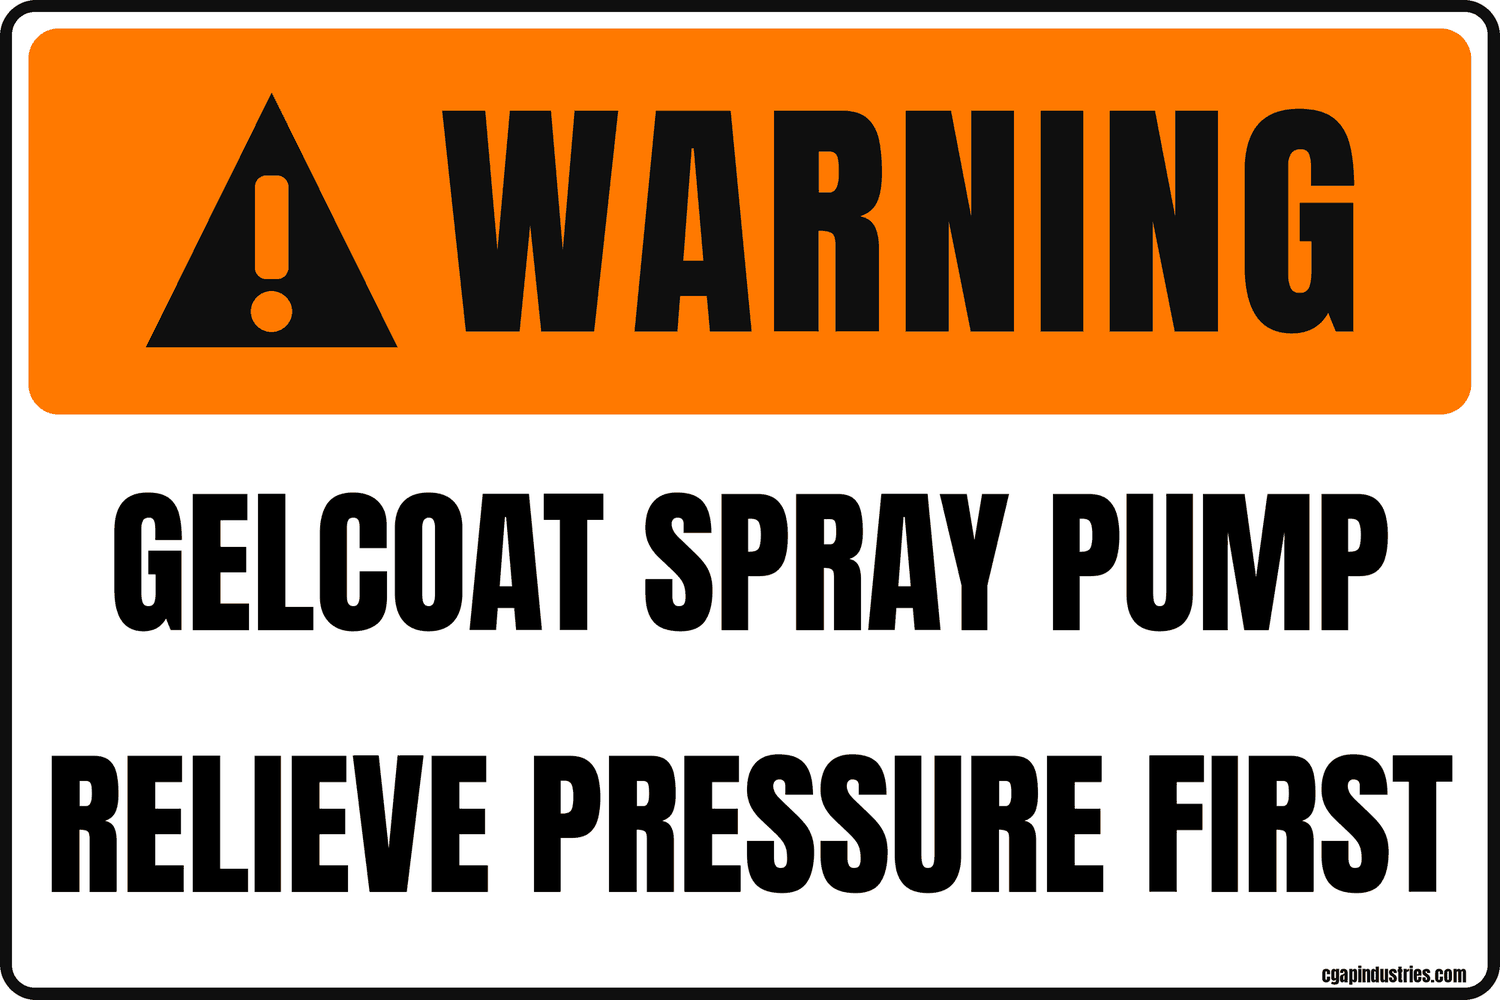 WARNING
GELCOAT SPRAY PUMP
RELIEVE PRESSURE FIRST
cgapindustries.com